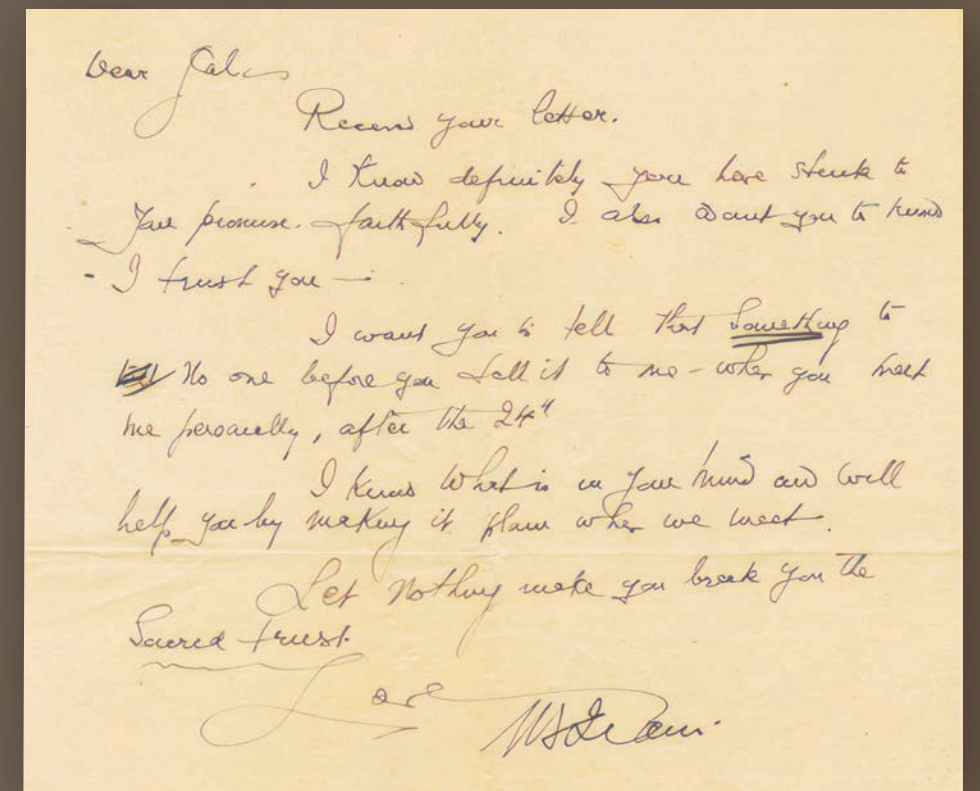 Dear
Received your letter.
I know definitely you have stuck to
your promise. faithfully. I also want you to know
- I trust you —
I want you to tell that Something to
No one before you tell it to me - when you meet
me personally, after the 24th
I know what is in your mind and will
help you by making it plain when we meet.
Let nothing make you break you the
Sacred trust.
Love
M S Irani.